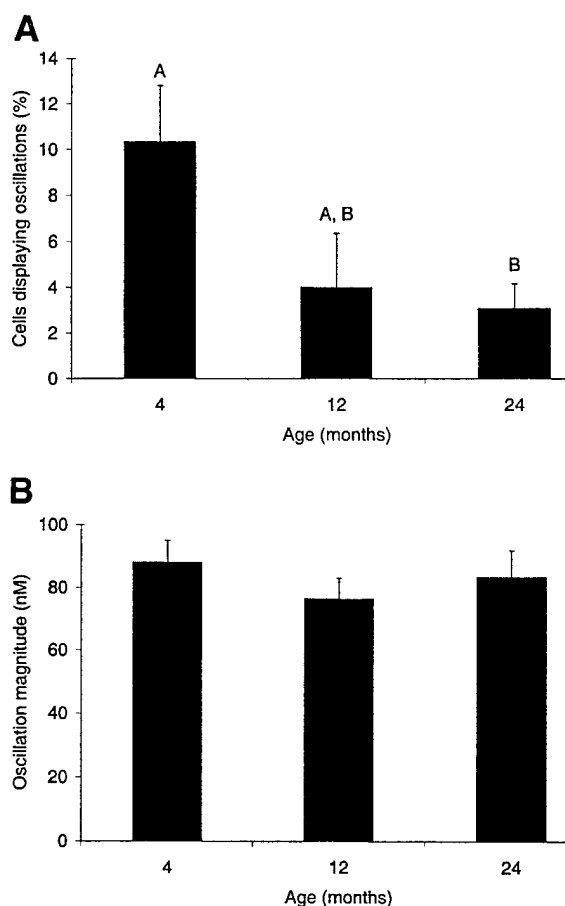 A
Cells displaying oscillations (%)
14
12
10
8
6
4
2
0
A
A, B
B
4 12 24
Age (months)
B
Oscillation magnitude (nM)
100
80
60
40
20
0
4 12 24
Age (months)